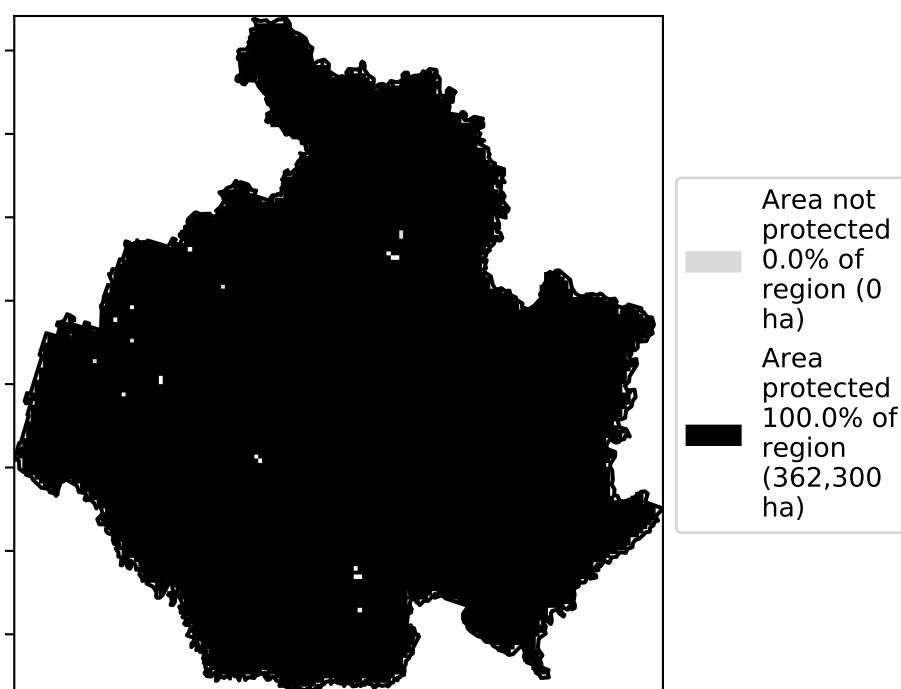 Area not
protected
0.0% of
region (0
ha)
Area
protected
100.0% of
region
(362,300
ha)